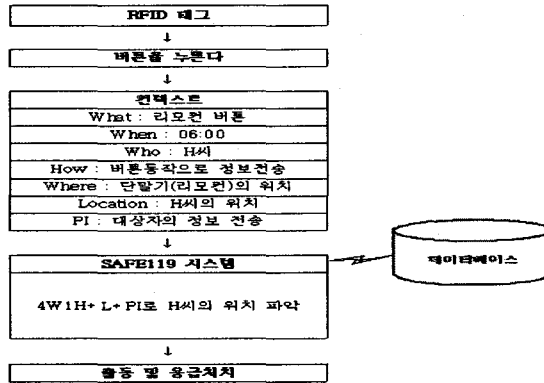 RFID 태그
↓
버튼을 누른다
↓
컨텍스트
What : 리모컨 버튼
When : 06:00
Who : H씨
How : 버튼동작으로 정보전송
Where : 단말기(리모컨)의 위치
Location : H씨의 위치
PI : 대상자의 정보 전송
↓
SAFE119 시스템
데이터베이스
4W1H+ L+ PI로 H씨의 위치 파악
↓
출동 및 응급처치